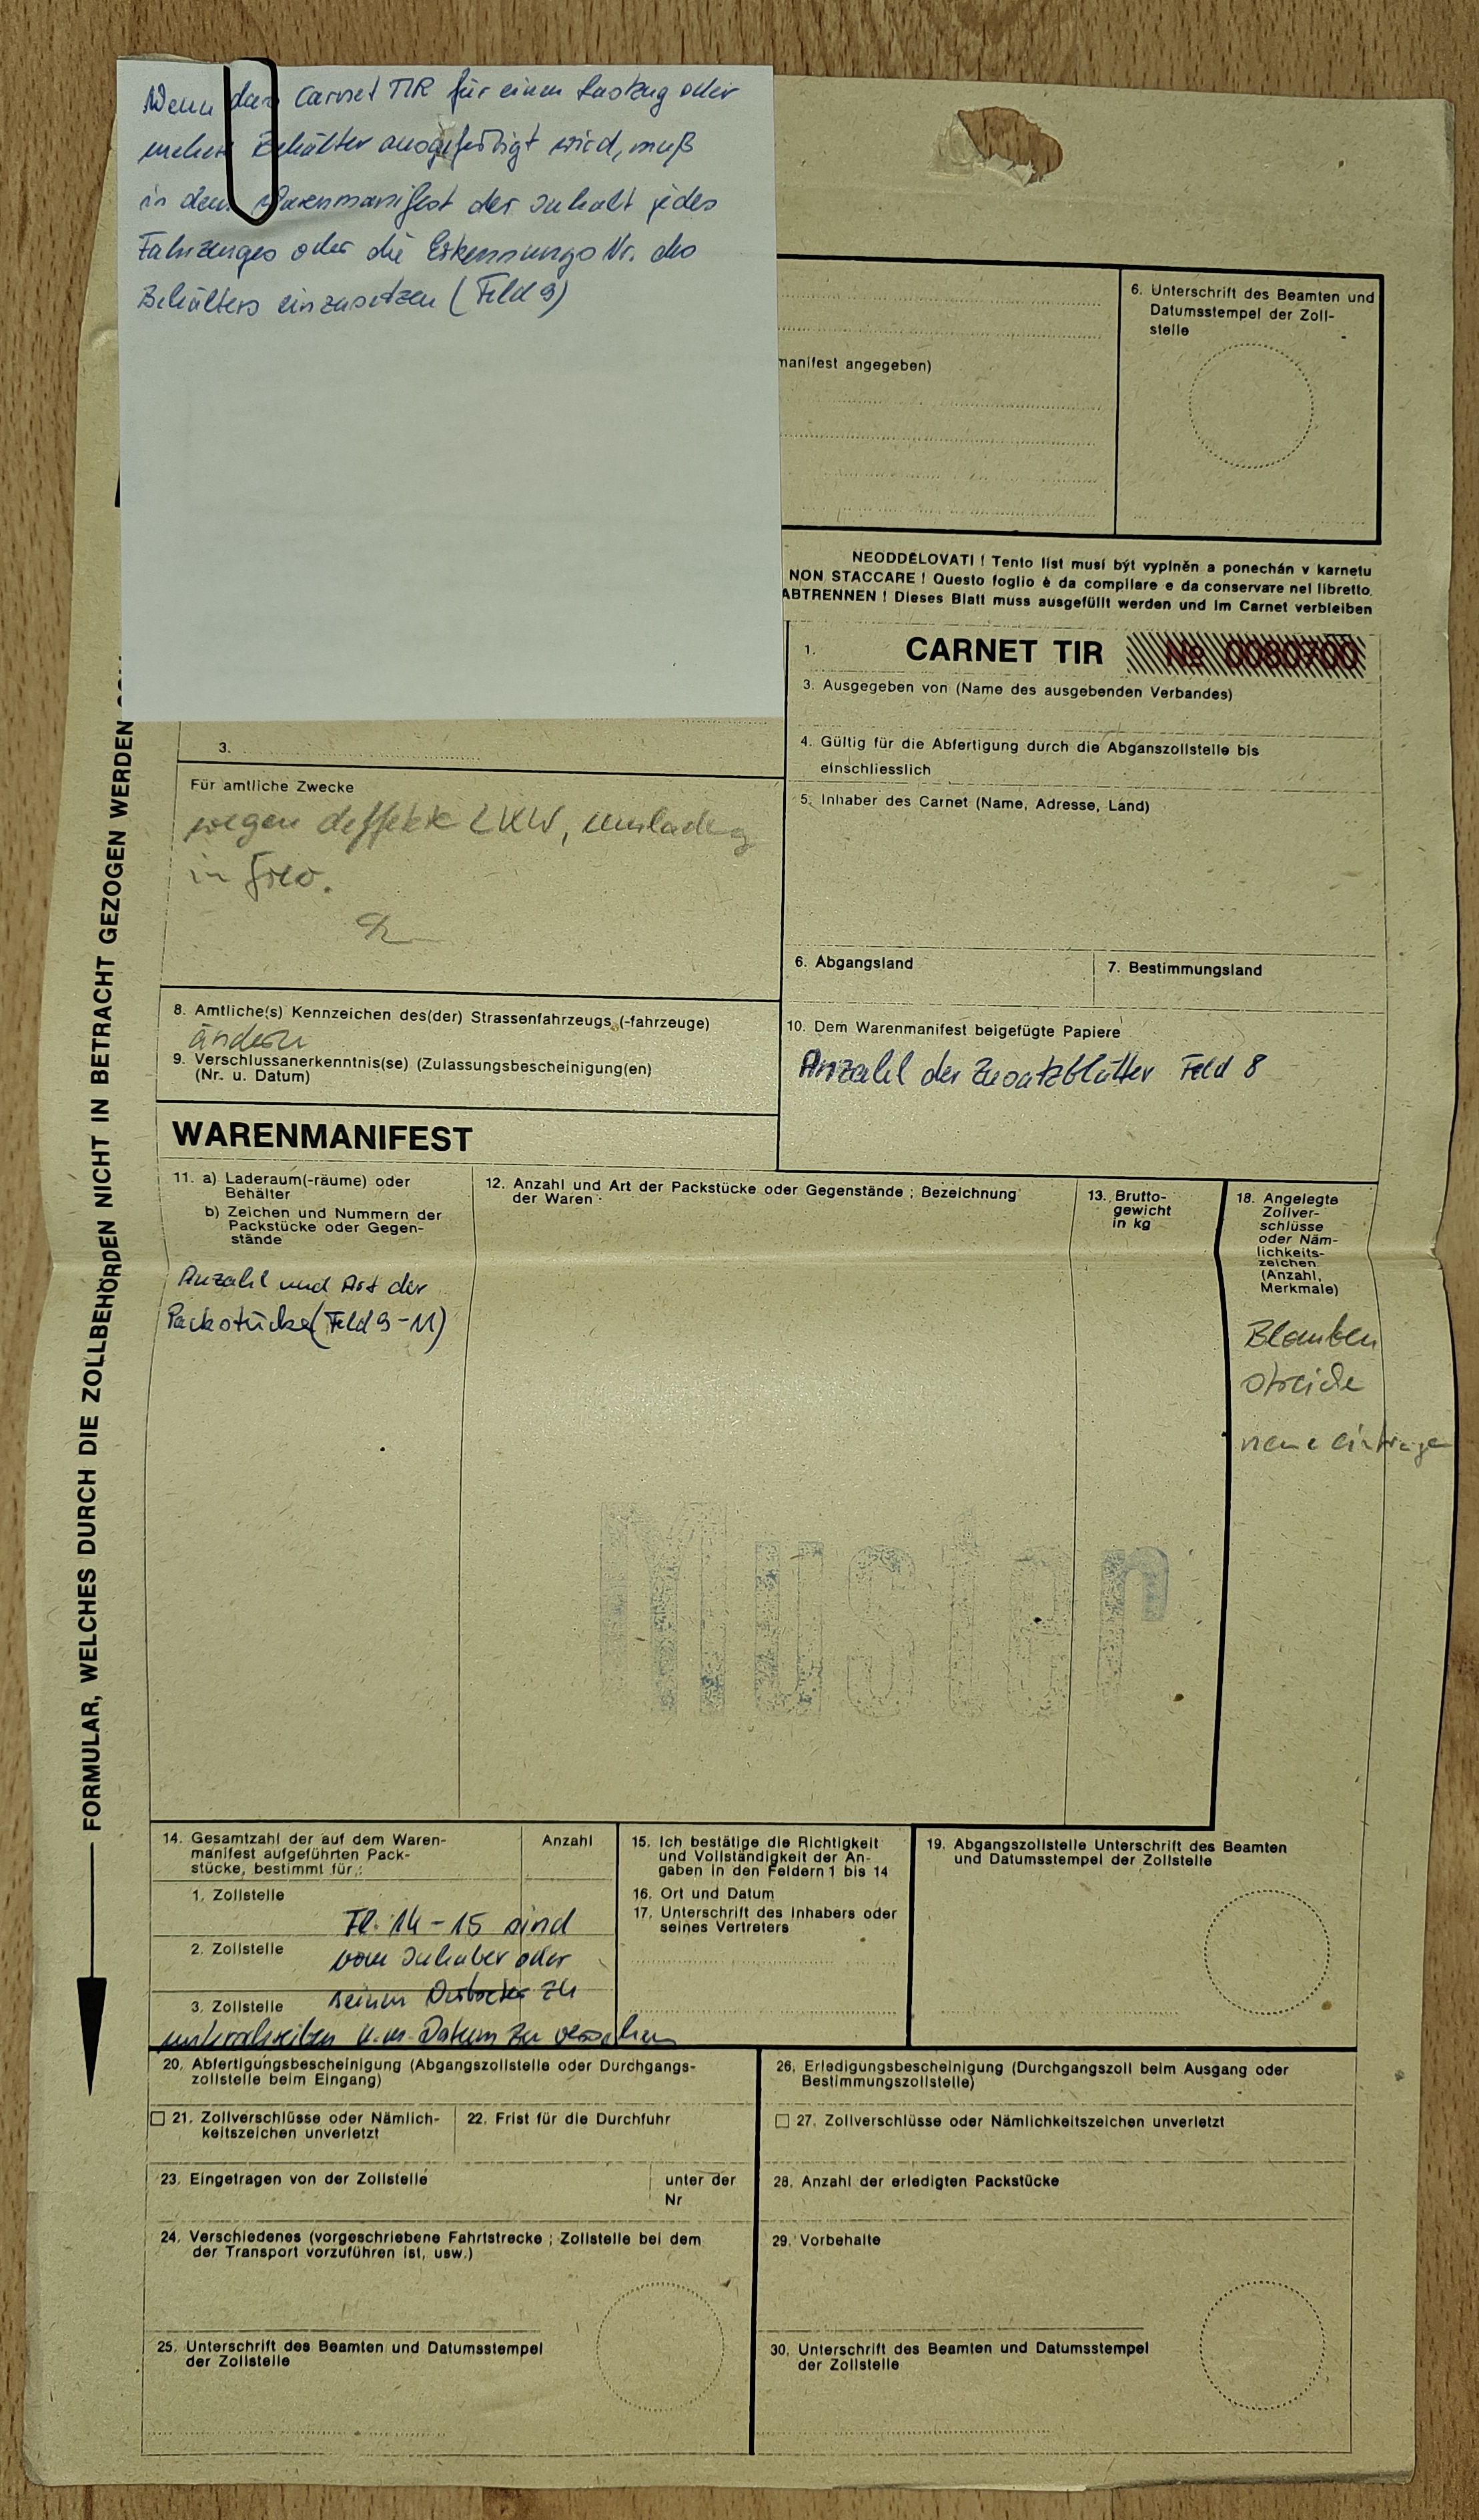 Wenn das Carnet TIR für einen Lastzug oder
mehrere Behälter ausgefertigt wird, muß
in dem Warenmanifest der Inhalt jedes
Fahrzeuges oder die Erkennungs Nr. des
Behälters einzusetzen (Feld 9)
manifest angegeben)
6. Unterschrift des Beamten und
Datumsstempel der Zoll-
stelle
NEODDĚLOVATI ! Tento list musí být vyplněn a ponechán v karnetu
NON STACCARE ! Questo foglio è da compilare e da conservare nel libretto.
ABTRENNEN ! Dieses Blatt muss ausgefüllt werden und im Carnet verbleiben
1. CARNET TIR № 0080700
3. Ausgegeben von (Name des ausgebenden Verbandes)
4. Gültig für die Abfertigung durch die Abganszollstelle bis
einschliesslich
5. Inhaber des Carnet (Name, Adresse, Land)
6. Abgangsland
7. Bestimmungsland
10. Dem Warenmanifest beigefügte Papiere
Anzahl der Zusatzblätter Feld 8
3.
Für amtliche Zwecke
wegen deffekte LKW, Umladung
in
8. Amtliche(s) Kennzeichen des(der) Strassenfahrzeugs (-fahrzeuge)
ändern
9. Verschlussanerkenntnis(se) (Zulassungsbescheinigung(en)
(Nr. u. Datum)
WARENMANIFEST
11. a) Laderaum(-räume) oder
Behälter
b) Zeichen und Nummern der
Packstücke oder Gegen-
stände
Anzahl und Art der
Packstücke (Feld 9-11)
12. Anzahl und Art der Packstücke oder Gegenstände ; Bezeichnung
der Waren
13. Brutto-
gewicht
in kg
18. Angelegte
Zollver-
schlüsse
oder Näm-
lichkeits-
zeichen
(Anzahl,
Merkmale)
Blomben
streiche
neue eintragen
Muster
FORMULAR, WELCHES DURCH DIE ZOLLBEHÖRDEN NICHT IN BETRACHT GEZOGEN WERDEN
14. Gesamtzahl der auf dem Waren-
manifest aufgeführten Pack-
stücke, bestimmt für :
Anzahl
1. Zollstelle
2. Zollstelle
3. Zollstelle
Fl. 14-15 sind
vom Inhaber oder
seinem zu
unterschreiben u. m. Datum zu versehen
15. Ich bestätige die Richtigkeit
und Vollständigkeit der An-
gaben in den Feldern 1 bis 14
16. Ort und Datum
17. Unterschrift des Inhabers oder
seines Vertreters
19. Abgangszollstelle Unterschrift des Beamten
und Datumsstempel der Zollstelle
20. Abfertigungsbescheinigung (Abgangszollstelle oder Durchgangs-
zollstelle beim Eingang)
21. Zollverschlüsse oder Nämlich-
keitszeichen unverletzt
22. Frist für die Durchfuhr
23. Eingetragen von der Zollstelle
unter der
Nr
24. Verschiedenes (vorgeschriebene Fahrtstrecke ; Zollstelle bei dem
der Transport vorzuführen ist, usw.)
25. Unterschrift des Beamten und Datumsstempel
der Zollstelle
26. Erledigungsbescheinigung (Durchgangszoll beim Ausgang oder
Bestimmungszollstelle)
27. Zollverschlüsse oder Nämlichkeitszeichen unverletzt
28. Anzahl der erledigten Packstücke
29. Vorbehalte
30. Unterschrift des Beamten und Datumsstempel
der Zollstelle